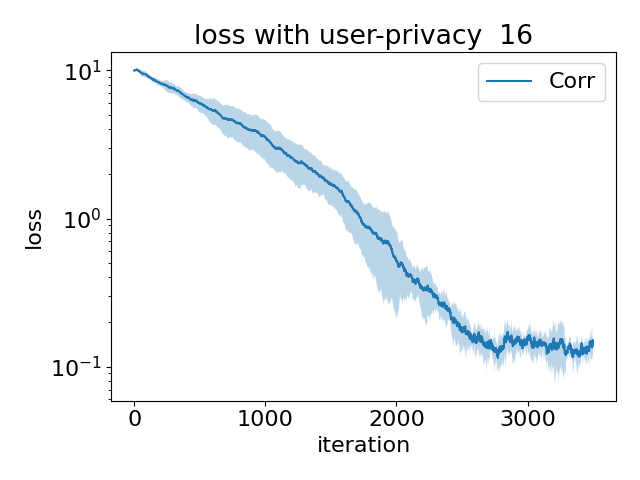 loss with user-privacy  16
Corr
loss
10¹
10⁰
10⁻¹
0 1000 2000 3000
iteration